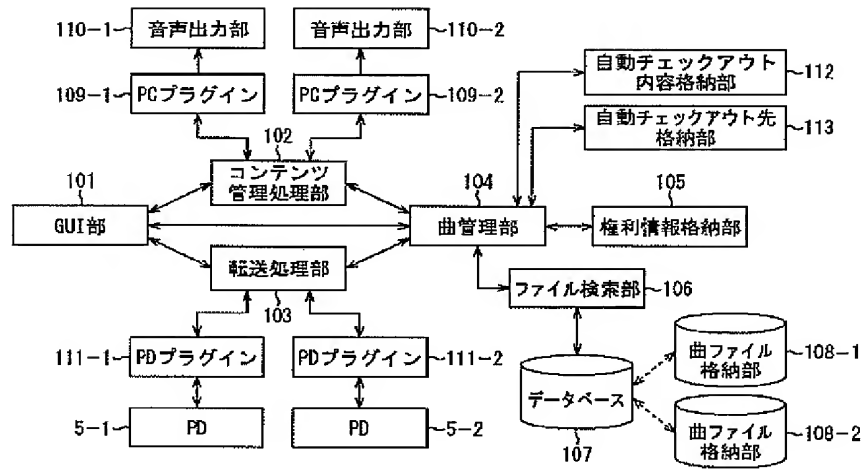 110-1 音声出力部
音声出力部 110-2
109-1 PCプラグイン
PCプラグイン 109-2
自動チェックアウト
内容格納部 112
自動チェックアウト先
格納部 113
102
コンテンツ
管理処理部
101
GUI部
104
曲管理部
105
権利情報格納部
転送処理部
103
ファイル検索部 106
111-1 PDプラグイン
PDプラグイン 111-2
5-1 PD
PD 5-2
データベース
107
曲ファイル
格納部 108-1
曲ファイル
格納部 108-2